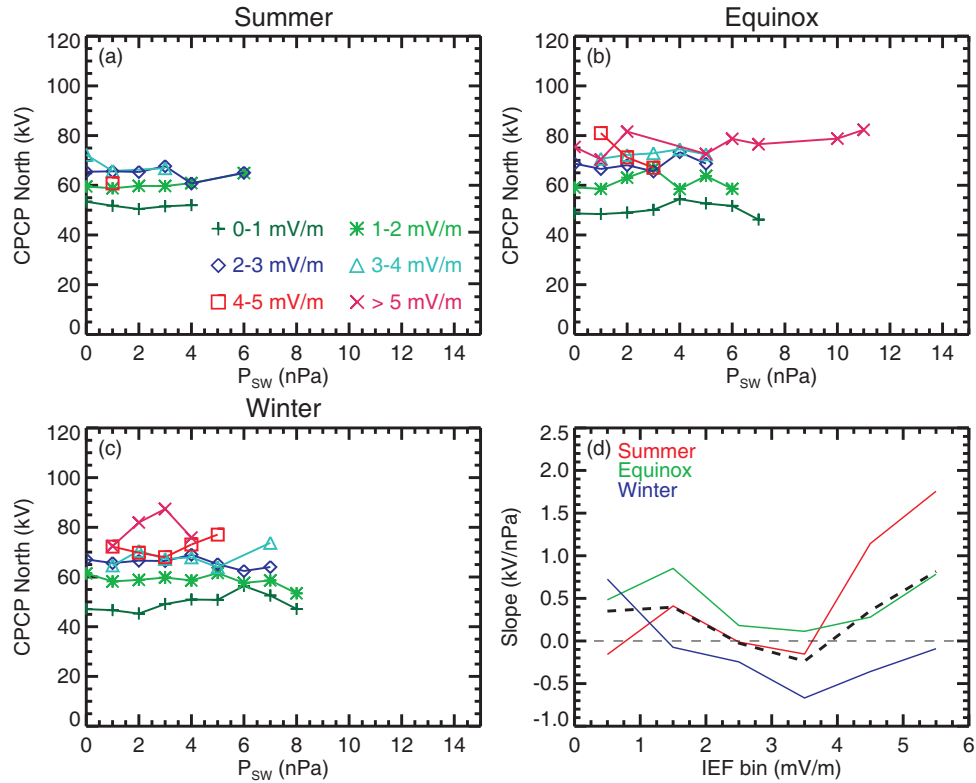 Summer
(a)
120
100
80
60
40
20
0
CPCP North (kV)
0-1 mV/m
1-2 mV/m
2-3 mV/m
3-4 mV/m
4-5 mV/m
> 5 mV/m
0 2 4 6 8 10 12 14
P_SW (nPa)
Equinox
(b)
120
100
80
60
40
20
0
CPCP North (kV)
0 2 4 6 8 10 12 14
P_SW (nPa)
Winter
(c)
120
100
80
60
40
20
0
CPCP North (kV)
0 2 4 6 8 10 12 14
P_SW (nPa)
(d)
Summer
Equinox
Winter
2.5
2.0
1.5
1.0
0.5
0.0
-0.5
-1.0
Slope (kV/nPa)
0 1 2 3 4 5 6
IEF bin (mV/m)